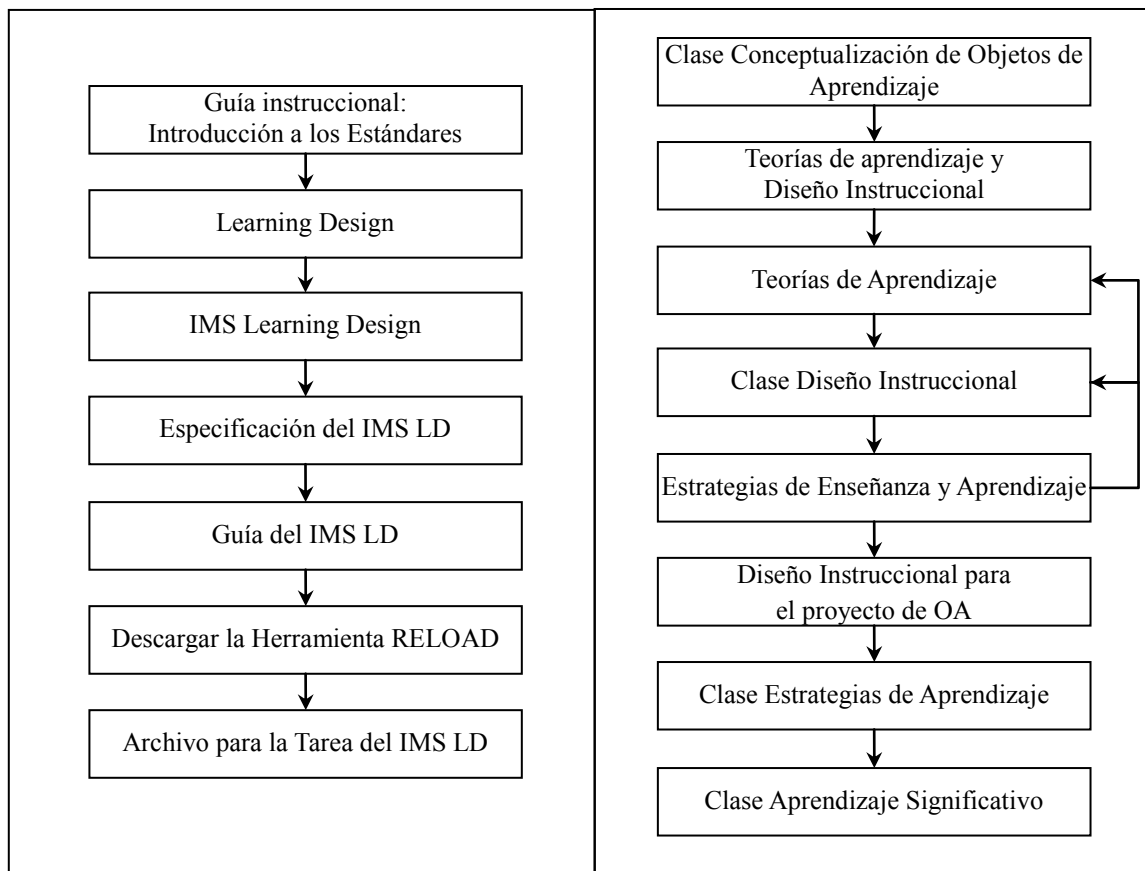 Guía instruccional:
Introducción a los Estándares
Learning Design
IMS Learning Design
Especificación del IMS LD
Guía del IMS LD
Descargar la Herramienta RELOAD
Archivo para la Tarea del IMS LD
Clase Conceptualización de Objetos de
Aprendizaje
Teorías de aprendizaje y
Diseño Instruccional
Teorías de Aprendizaje
Clase Diseño Instruccional
Estrategias de Enseñanza y Aprendizaje
Diseño Instruccional para
el proyecto de OA
Clase Estrategias de Aprendizaje
Clase Aprendizaje Significativo